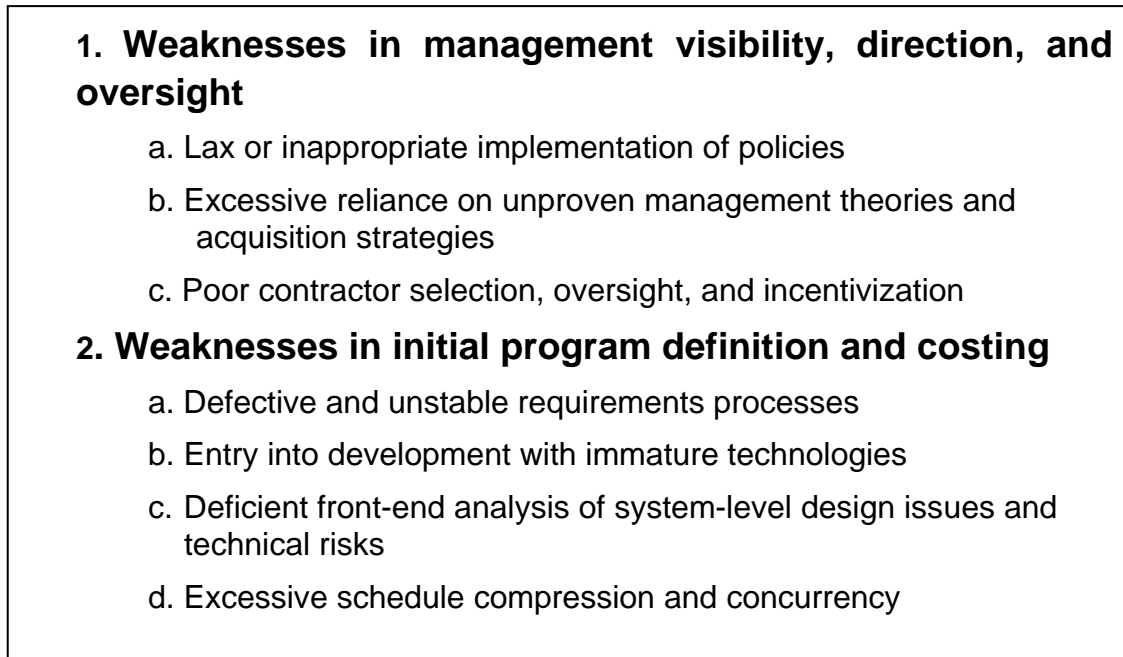 1. Weaknesses in management visibility, direction, and
oversight
a. Lax or inappropriate implementation of policies
b. Excessive reliance on unproven management theories and
acquisition strategies
c. Poor contractor selection, oversight, and incentivization
2. Weaknesses in initial program definition and costing
a. Defective and unstable requirements processes
b. Entry into development with immature technologies
c. Deficient front-end analysis of system-level design issues and
technical risks
d. Excessive schedule compression and concurrency